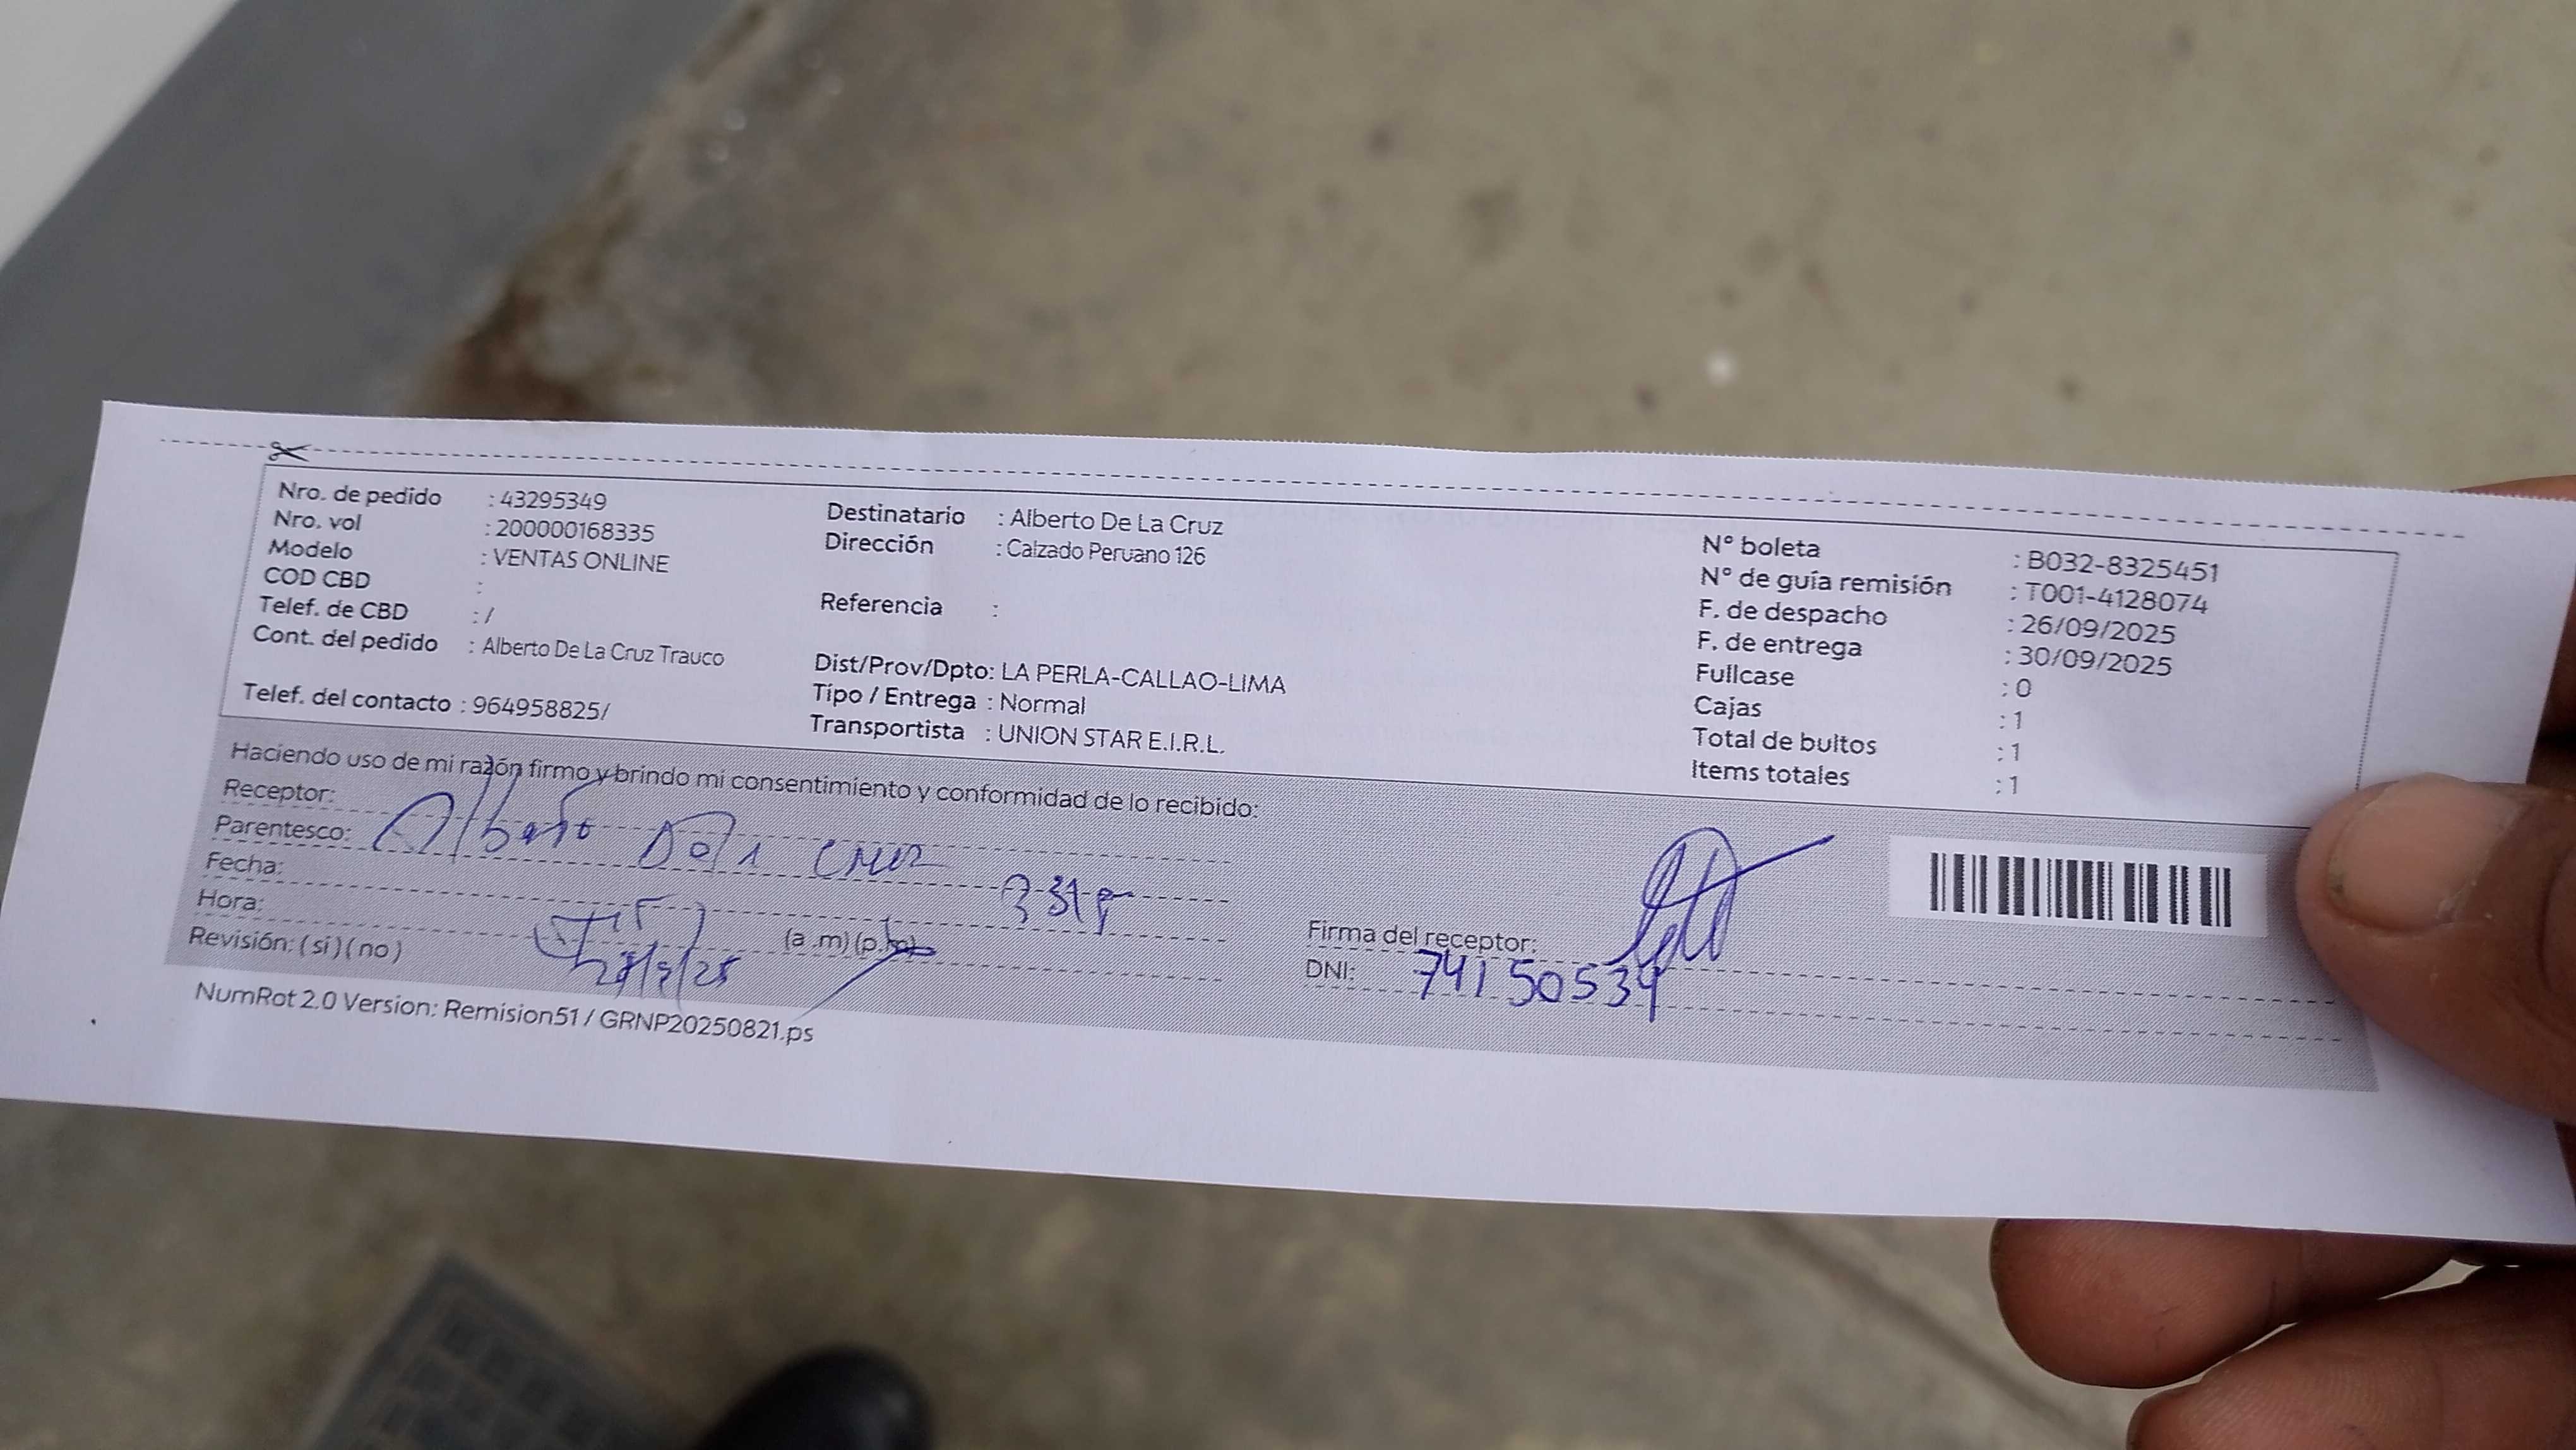 Nro. de pedido : 43295349
Nro. vol : 200000168335
Modelo : VENTAS ONLINE
COD CBD :
Telef. de CBD : /
Cont. del pedido : Alberto De La Cruz Trauco
Telef. del contacto : 964958825/
Destinatario : Alberto De La Cruz
Dirección : Calzado Peruano 126
Referencia :
Dist/Prov/Dpto: LA PERLA-CALLAO-LIMA
Tipo / Entrega : Normal
Transportista : UNION STAR E.I.R.L.
N° boleta : B032-8325451
N° de guía remisión : T001-4128074
F. de despacho : 26/09/2025
F. de entrega : 30/09/2025
Fullcase : 0
Cajas : 1
Total de bultos : 1
Items totales : 1
Haciendo uso de mi razón firmo y brindo mi consentimiento y conformidad de lo recibido:
Receptor:
Parentesco: Alberto De la Cruz
Fecha:
Hora: (a .m) (p.m)
Revisión: ( si ) ( no )
Firma del receptor:
DNI: 74150534
NumRot 2.0 Version: Remision51 / GRNP20250821.ps